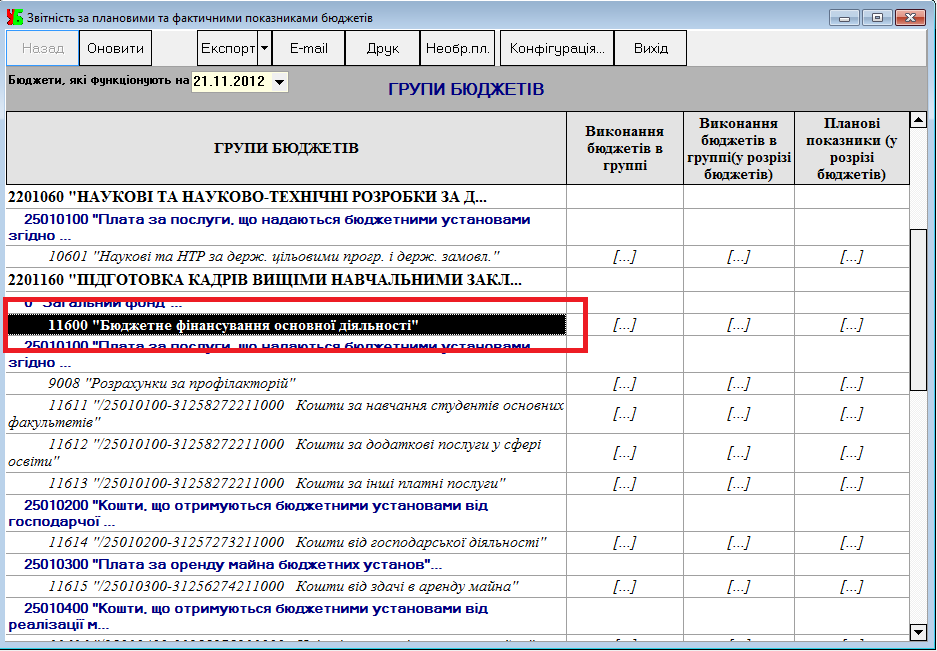 УБ Звітність за плановими та фактичними показниками бюджетів
Назад Оновити Експорт E-mail Друк Необр.пл. Конфігурація... Вихід
Бюджети, які функціонують на 21.11.2012
ГРУПИ БЮДЖЕТІВ
ГРУПИ БЮДЖЕТІВ
Виконання
бюджетів в
группі
Виконання
бюджетів в
группі(у розрізі
бюджетів)
Планові
показники (у
розрізі
бюджетів)
2201060 "НАУКОВІ ТА НАУКОВО-ТЕХНІЧНІ РОЗРОБКИ ЗА Д...
25010100 "Плата за послуги, що надаються бюджетними установами
згідно ...
10601 "Наукові та НТР за держ. цільовими прогр. і держ. замовл." [...] [...] [...]
2201160 "ПІДГОТОВКА КАДРІВ ВИЩІМИ НАВЧАЛЬНИМИ ЗАКЛ...
0 "Загальний фонд"...
11600 "Бюджетне фінансування основної діяльності" [...] [...] [...]
25010100 "Плата за послуги, що надаються бюджетними установами
згідно ...
9008 "Розрахунки за профілакторій" [...] [...] [...]
11611 "/25010100-31258272211000 Кошти за навчання студентів основних
факультетів" [...] [...] [...]
11612 "/25010100-31258272211000 Кошти за додаткові послуги у сфері
освіти" [...] [...] [...]
11613 "/25010100-31258272211000 Кошти за інші платні послуги" [...] [...] [...]
25010200 "Кошти, що отримуються бюджетними установами від
господарчої ...
11614 "/25010200-31257273211000 Кошти від господарської діяльності" [...] [...] [...]
25010300 "Плата за оренду майна бюджетних установ"...
11615 "/25010300-31256274211000 Кошти від здачі в аренду майна" [...] [...] [...]
25010400 "Кошти, що отримуються бюджетними установами від
реалізації м...